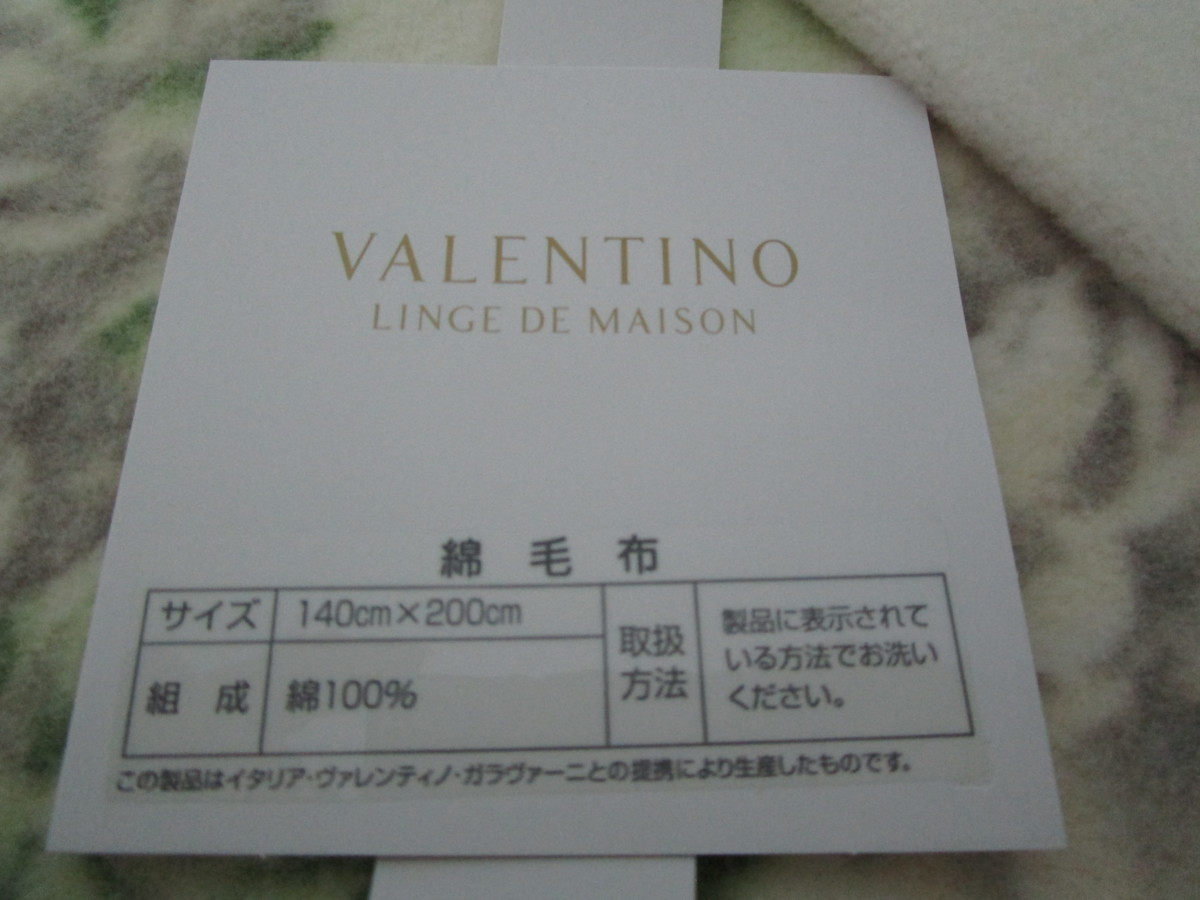 VALENTINO
LINGE DE MAISON
綿 毛 布
サイズ 140cm×200cm
組 成 綿100%
取扱
方法
製品に表示されて
いる方法でお洗い
ください。
この製品はイタリア・ヴァレンティノ・ガラヴァーニとの提携により生産したものです。